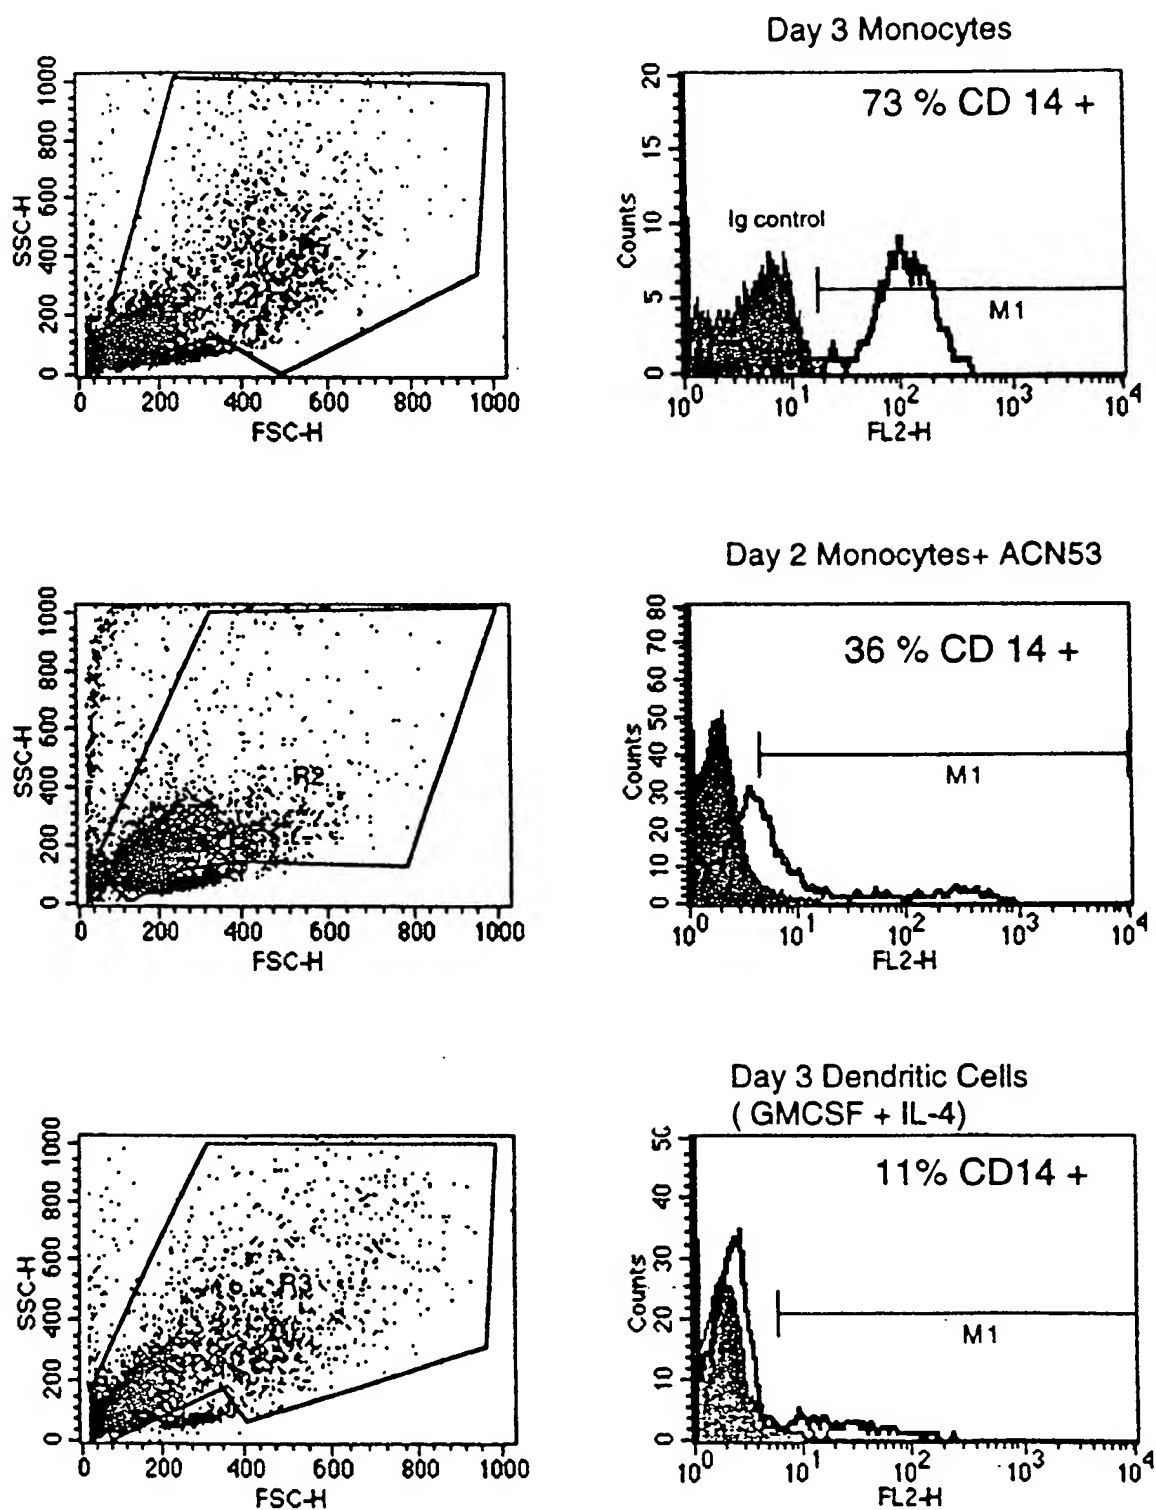 Day 3 Monocytes
1000
800
600
400
200
0
SSC-H
0 200 400 600 800 1000
FSC-H
20
15
10
5
0
Counts
73 % CD 14 +
Ig control
M1
10^0 10^1 10^2 10^3 10^4
FL2-H
Day 2 Monocytes+ ACN53
1000
800
600
400
200
0
SSC-H
R2
0 200 400 600 800 1000
FSC-H
80
70
60
50
40
30
20
10
0
Counts
36 % CD 14 +
M1
10^0 10^1 10^2 10^3 10^4
FL2-H
Day 3 Dendritic Cells
( GMCSF + IL-4)
1000
800
600
400
200
0
SSC-H
R3
0 200 400 600 800 1000
FSC-H
40
30
20
10
0
Counts
11% CD14 +
M1
10^0 10^1 10^2 10^3 10^4
FL2-H